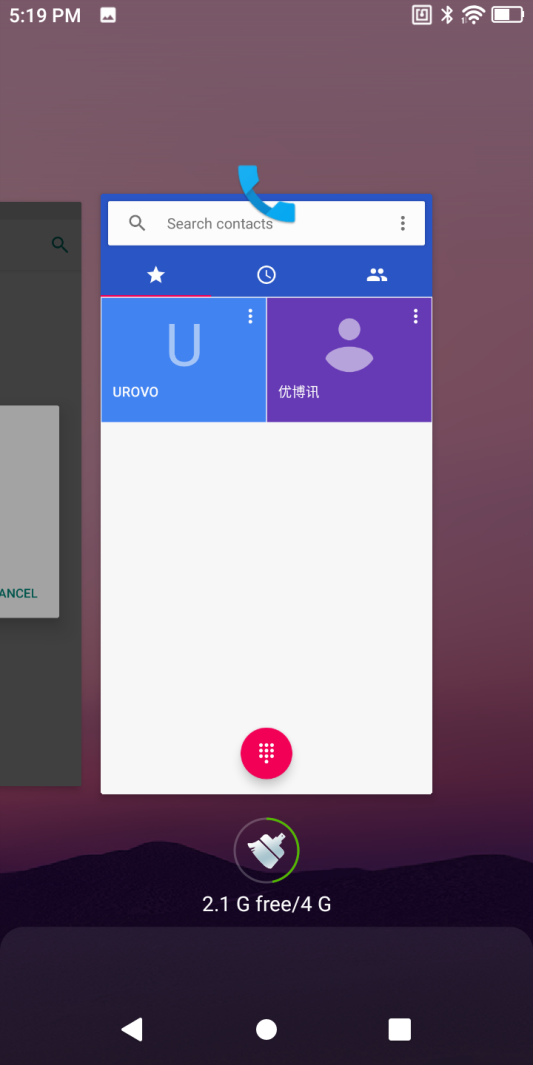 5:19 PM
Search contacts
U
UROVO
优博讯
ANCEL
2.1 G free/4 G